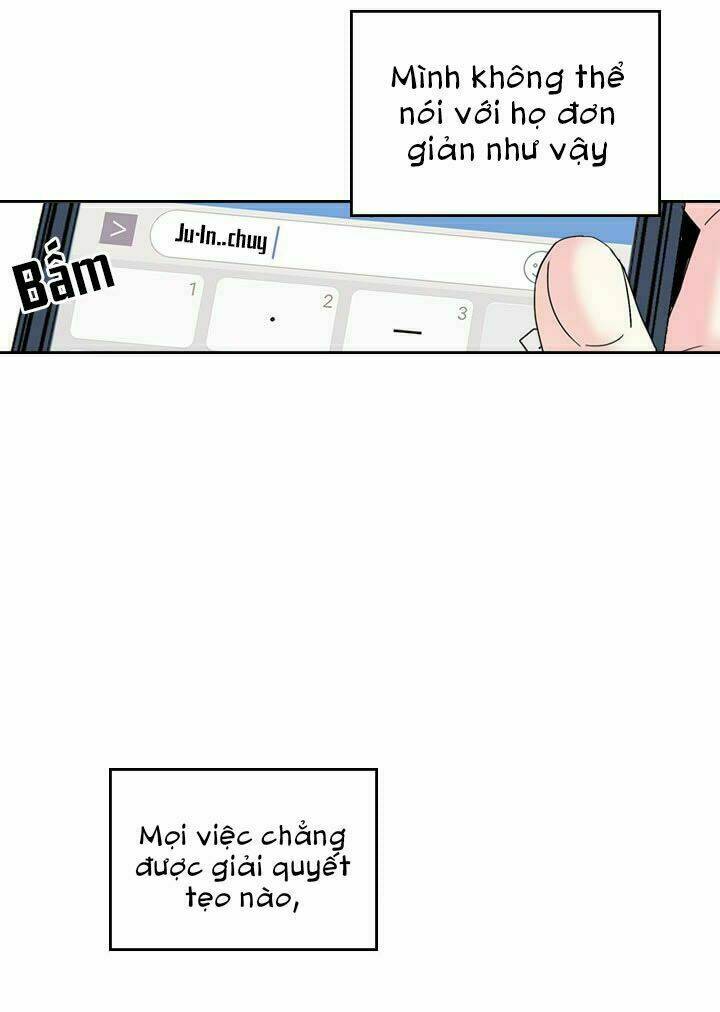 Mình không thể
nói với họ đơn
giản như vậy
>
Ju-In..chuy
Bấm
1
2
3
.
—
Mọi việc chẳng
được giải quyết
tẹo nào,